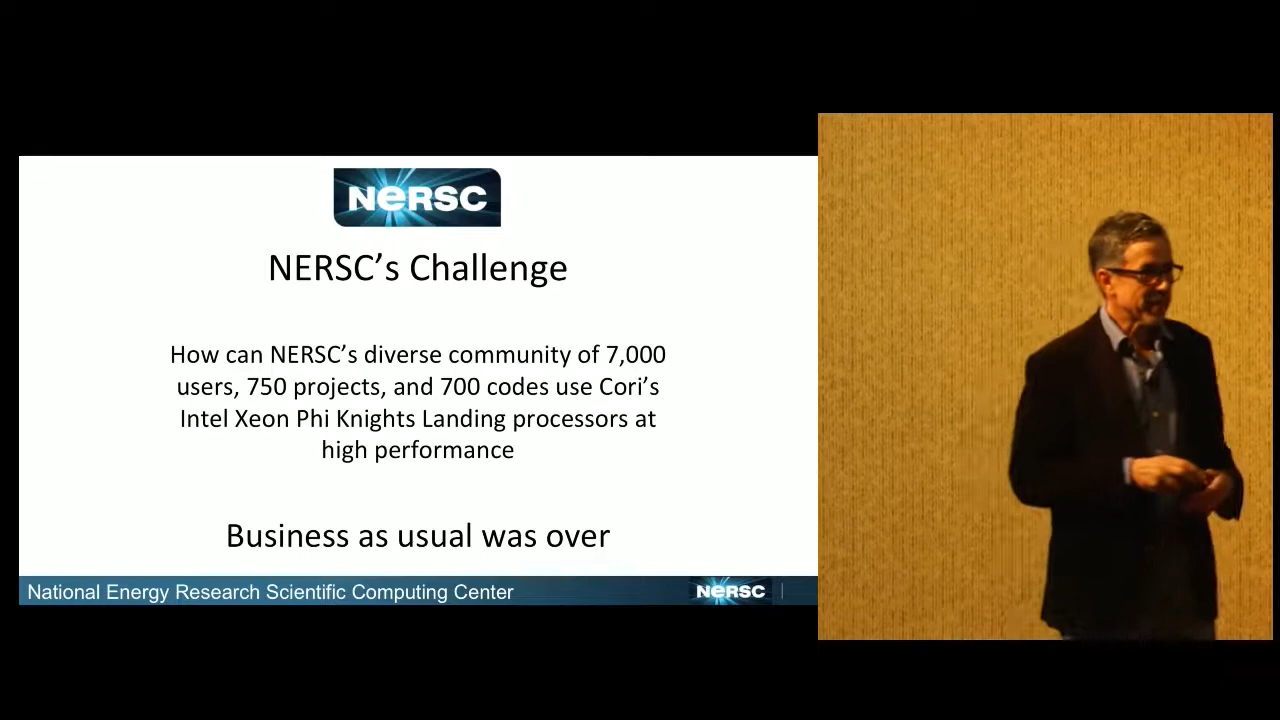 NERSC
NERSC’s Challenge
How can NERSC’s diverse community of 7,000
users, 750 projects, and 700 codes use Cori’s
Intel Xeon Phi Knights Landing processors at
high performance
Business as usual was over
National Energy Research Scientific Computing Center
NERSC